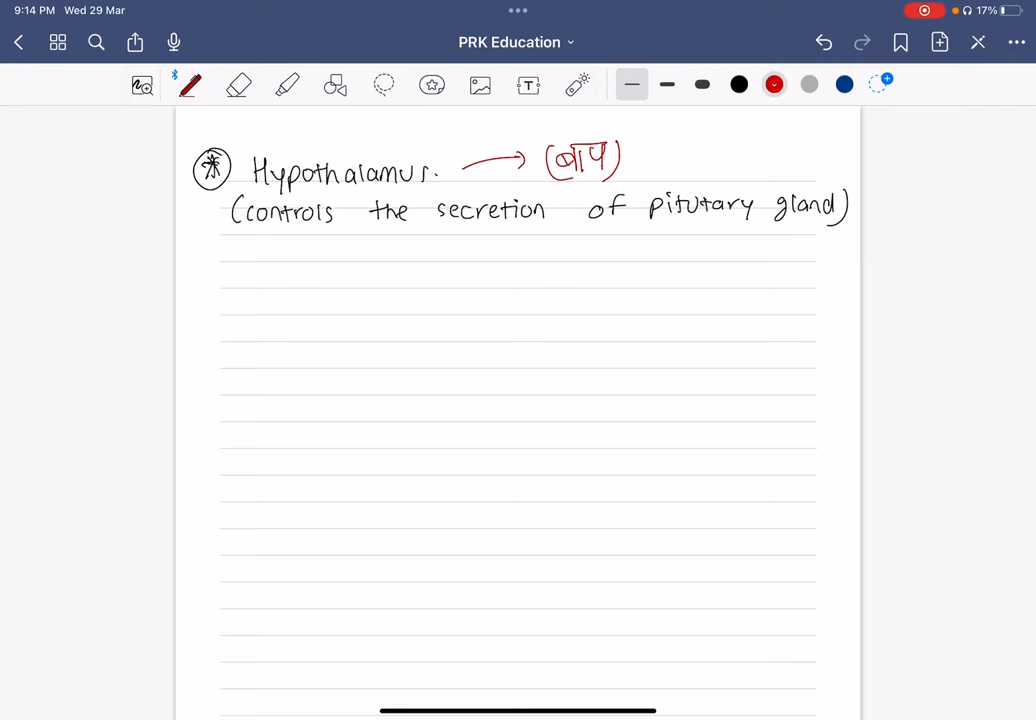 9:14 PM Wed 29 Mar
17%
PRK Education
T
Hypothalamus. → (बाप)
(controls the secretion of pitutary gland)